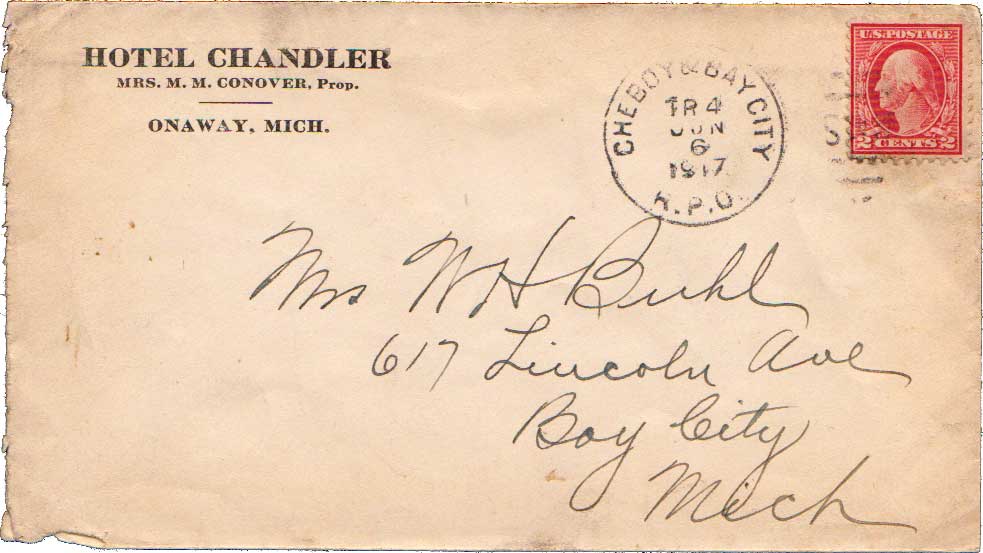 HOTEL CHANDLER
MRS. M. M. CONOVER, Prop.
ONAWAY, MICH.
CHEBOY & BAY CITY
TR 4
JUN
6
1917
R.P.O.
U.S. POSTAGE
2 CENTS 2
Mrs W H Buhl
617 Lincoln Ave
Bay City
Mich